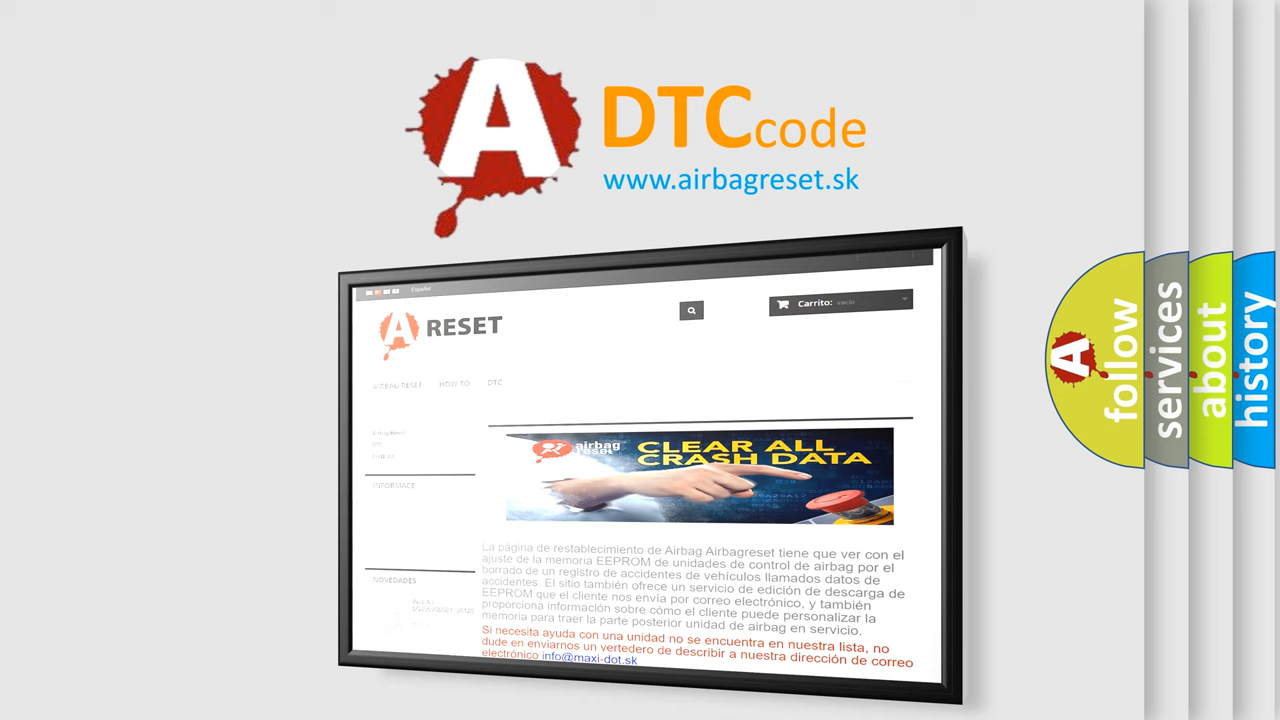 A DTCcode
www.airbagreset.sk
Español
A RESET
Carrito: vacío
AIRBAG RESET HOW TO DTC
INFORMACE
NOVEDADES
airbag
reset
CLEAR ALL
CRASH DATA
La página de restablecimiento de Airbag Airbagreset tiene que ver con el
ajuste de la memoria EEPROM de unidades de control de airbag por el
borrado de un registro de accidentes de vehículos llamados datos de
accidentes. El sitio también ofrece un servicio de edición de descarga de
EEPROM que el cliente nos envía por correo electrónico, y también
proporciona información sobre cómo el cliente puede personalizar la
memoria para traer la parte posterior unidad de airbag en servicio.
Si necesita ayuda con una unidad no se encuentra en nuestra lista, no
dude en enviarnos un vertedero de describir a nuestra dirección de correo
electrónico info@maxi-dot.sk
A
follow
services
about
history